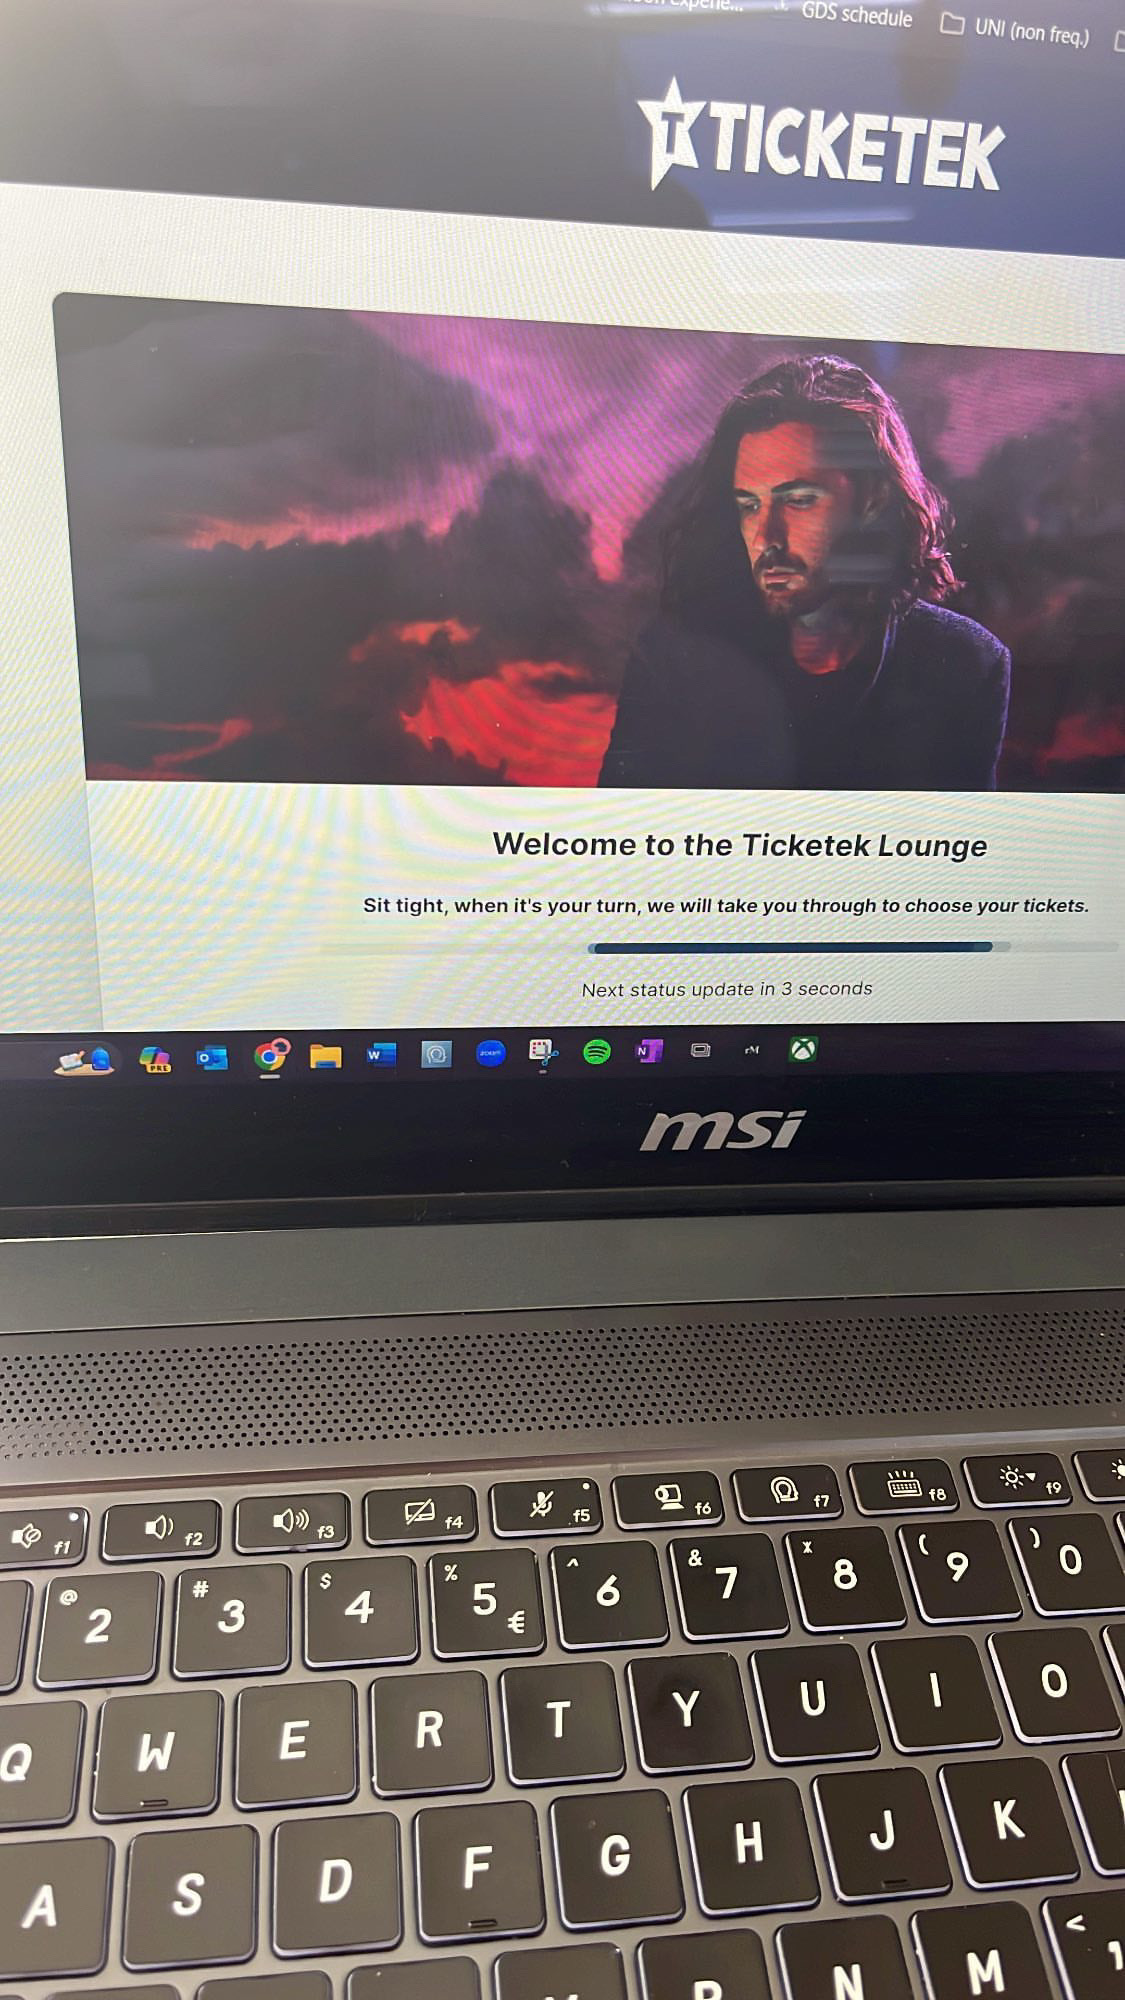 GDS schedule
UNI (non freq.)
TICKETEK
Welcome to the Ticketek Lounge
Sit tight, when it's your turn, we will take you through to choose your tickets.
Next status update in 3 seconds
PRE
zoom
N
rM
msi
f1 f2 f3 f4 f5 f6 f7 f8 f9
@ 2 # 3 $ 4 % 5 € ^ 6 & 7 * 8 ( 9 ) 0
Q W E R T Y U I O
A S D F G H J K
N M <